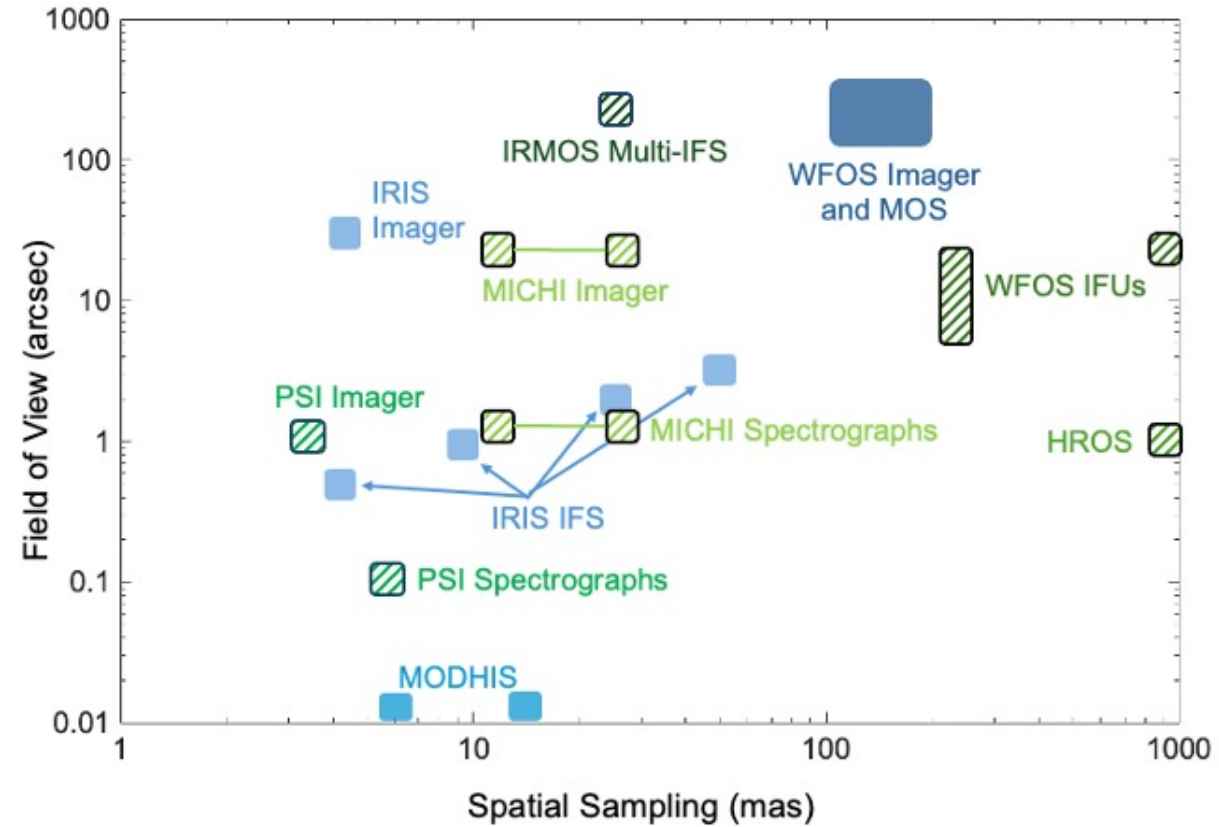 1000
100
10
1
0.1
0.01
Field of View (arcsec)
IRMOS Multi-IFS
WFOS Imager
and MOS
IRIS
Imager
MICHI Imager
WFOS IFUs
PSI Imager
MICHI Spectrographs
HROS
IRIS IFS
PSI Spectrographs
MODHIS
1
10
100
1000
Spatial Sampling (mas)